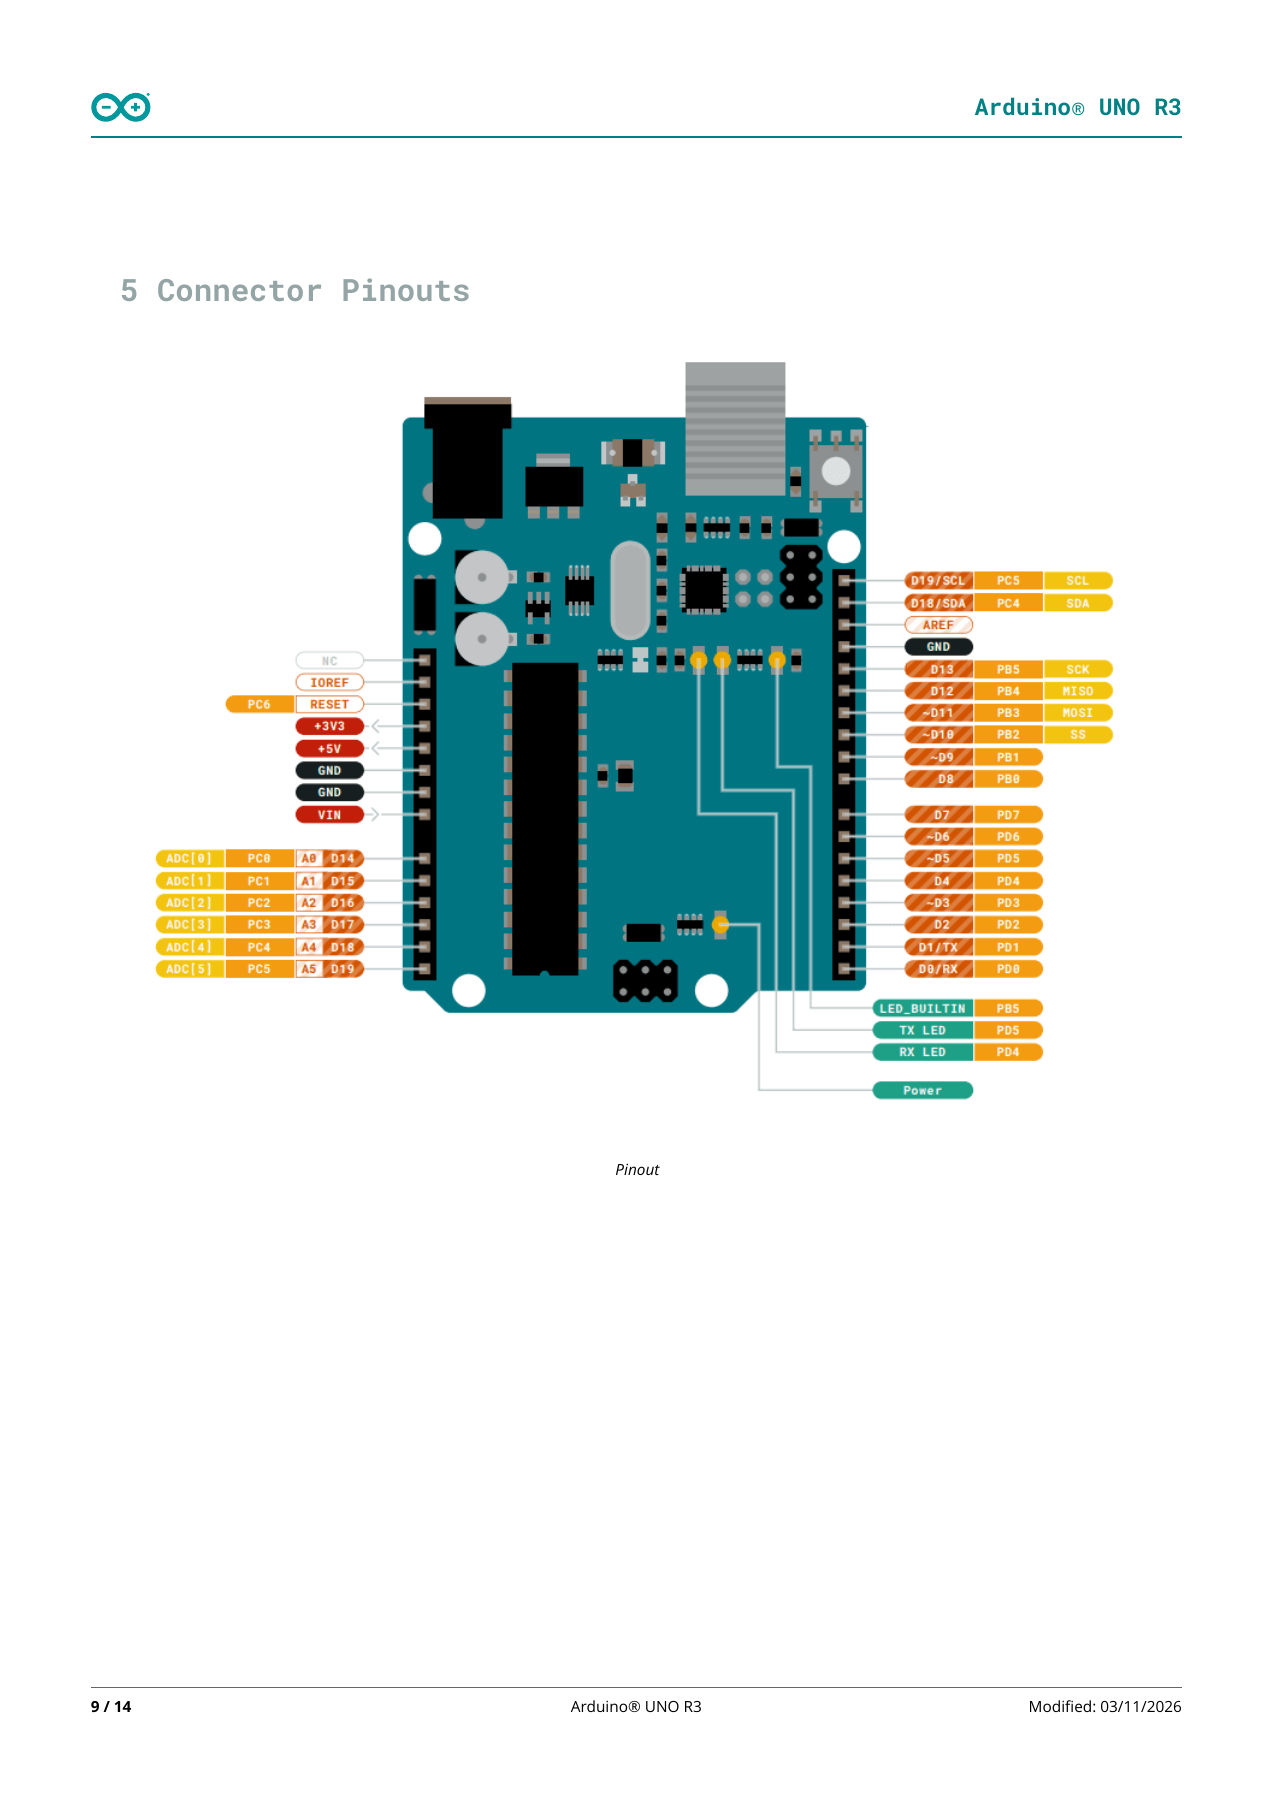 Arduino® UNO R3
5 Connector Pinouts
D19/SCL PC5 SCL
D18/SDA PC4 SDA
AREF
GND
NC
D13 PB5 SCK
IOREF
D12 PB4 MISO
PC6 RESET
~D11 PB3 MOSI
+3V3
~D10 PB2 SS
+5V
~D9 PB1
GND
D8 PB0
GND
VIN
D7 PD7
~D6 PD6
ADC[0] PC0 A0 D14
~D5 PD5
ADC[1] PC1 A1 D15
D4 PD4
ADC[2] PC2 A2 D16
~D3 PD3
ADC[3] PC3 A3 D17
D2 PD2
ADC[4] PC4 A4 D18
D1/TX PD1
ADC[5] PC5 A5 D19
D0/RX PD0
LED_BUILTIN PB5
TX LED PD5
RX LED PD4
Power
Pinout
9 / 14 Arduino® UNO R3 Modified: 03/11/2026